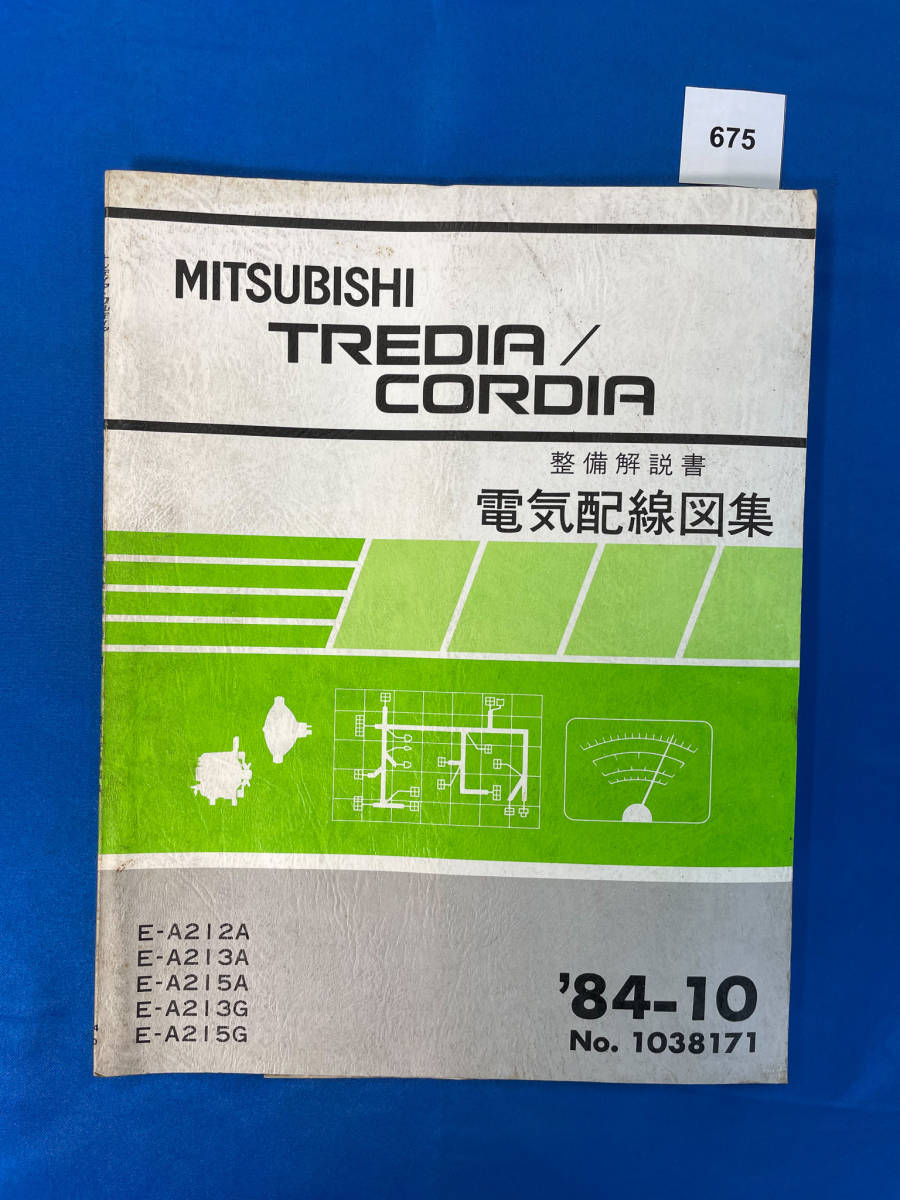 675
MITSUBISHI
TREDIA /
CORDIA
整備解説書
電気配線図集
E-A212A
E-A213A
E-A215A
E-A213G
E-A215G
'84-10
No. 1038171